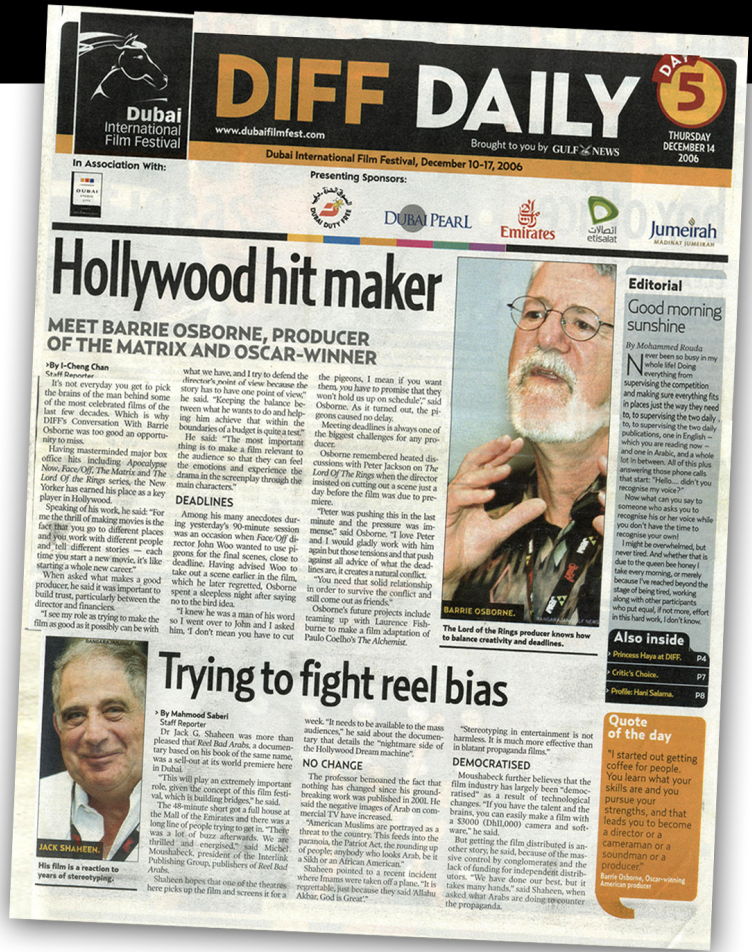 Dubai
International
Film Festival
DIFF DAILY
www.dubaifilmfest.com
Brought to you by GULF NEWS
DAY
5
THURSDAY
DECEMBER 14
2006
Dubai International Film Festival, December 10-17, 2006
In Association With:
Presenting Sponsors:
DUBAI
DUBAI DUTY FREE
DUBAI PEARL
Emirates
اتصالات
etisalat
Jumeirah
MADINAT JUMEIRAH
Hollywood hit maker
MEET BARRIE OSBORNE, PRODUCER
OF THE MATRIX AND OSCAR-WINNER
>By I-Cheng Chan
Staff Reporter
It's not everyday you get to pick
the brains of the man behind some
of the most celebrated films of the
last few decades. Which is why
DIFF's Conversation With Barrie
Osborne was too good an opportu-
nity to miss.
Having masterminded major box
office hits including Apocalypse
Now, Face/Off, The Matrix and The
Lord Of the Rings series, the New
Yorker has earned his place as a key
player in Hollywood.
Speaking of his work, he said: "For
me the thrill of making movies is the
fact that you go to different places
and you work with different people
and tell different stories — each
time you start a new movie, it's like
starting a whole new career."
When asked what makes a good
producer, he said it was important to
build trust, particularly between the
director and financiers.
"I see my role as trying to make the
film as good as it possibly can be with
what we have, and I try to defend the
director's point of view because the
story has to have one point of view,"
he said. "Keeping the balance be-
tween what we want to do and help-
ing him achieve that within the
boundaries of a budget is quite a test."
He said: "The most important
thing is to make a film relevant to
the audience so that they can feel
the emotions and experience the
drama in the screenplay through the
main characters."
DEADLINES
Among his many anecdotes dur-
ing yesterday's 90-minute session
was an occasion when Face/Off di-
rector John Woo wanted to use pi-
geons for the final scenes, close to
deadline. Having advised Woo to
take out a scene earlier in the film,
which he later regretted, Osborne
spent a sleepless night after saying
no to the bird idea.
"I knew he was a man of his word
so I went over to John and I asked
him, 'I don't mean you have to cut
the pigeons, I mean if you want
them, you have to promise that they
won't hold us up on schedule'," said
Osborne. As it turned out, the pi-
geons caused no delay.
Meeting deadlines is always one of
the biggest challenges for any pro-
ducer.
Osborne remembered heated dis-
cussions with Peter Jackson on The
Lord Of The Rings when the director
insisted on cutting out a scene just a
day before the film was due to pre-
miere.
"Peter was pushing this in the last
minute and the pressure was im-
mense," said Osborne. "I love Peter
and I would gladly work with him
again but those tensions and that push
against all advice of what the dead-
lines are, it creates a natural conflict.
"You need that solid relationship
in order to survive the conflict and
still come out as friends."
Osborne's future projects include
teaming up with Laurence Fish-
burne to make a film adaptation of
Paulo Coelho's The Alchemist.
BARRIE OSBORNE.
The Lord of the Rings producer knows how
to balance creativity and deadlines.
Editorial
Good morning
sunshine
By Mohammed Rouda
Never been so busy in my
whole life! Doing
everything from
supervising the competition
and making sure everything fits
in places just the way they need
to, to supervising the two daily
publications, one in English –
which you are reading now –
and one in Arabic, and a whole
lot in between. All of this plus
answering those phone calls
that start: "Hello.... didn't you
recognise my voice?"
Now what can you say to
someone who asks you to
recognise his or her voice while
you don't have the time to
recognise your own!
I might be overwhelmed, but
never tired. And whether that is
due to the queen bee honey I
take every morning, or merely
because I've reached beyond the
stage of being tired, working
along with other participants
who put equal, if not more, effort
in this hard work, I don't know.
Also inside
Princess Haya at DIFF. P4
Critic's Choice. P7
Profile: Hani Salama. P8
Quote
of the day
"I started out getting
coffee for people.
You learn what your
skills are and you
pursue your
strengths, and that
leads you to become
a director or a
cameraman or a
soundman or a
producer."
Barrie Osborne, Oscar-winning
American producer
Trying to fight reel bias
JACK SHAHEEN.
His film is a reaction to
years of stereotyping.
> By Mahmood Saberi
Staff Reporter
Dr Jack G. Shaheen was more than
pleased that Reel Bad Arabs, a documen-
tary based on his book of the same name,
was a sell-out at its world premiere here
in Dubai.
"This will play an extremely important
role, given the concept of this film festi-
val, which is building bridges," he said.
The 48-minute short got a full house at
the Mall of the Emirates and there was a
long line of people trying to get in. "There
was a lot of buzz afterwards. We are
thrilled and energised," said Michel
Moushabeck, president of the Interlink
Publishing Group, publishers of Reel Bad
Arabs.
Shaheen hopes that one of the theatres
here picks up the film and screens it for a
week. "It needs to be available to the mass
audiences," he said about the documen-
tary that details the "nightmare side of
the Hollywood Dream machine".
NO CHANGE
The professor bemoaned the fact that
nothing has changed since his ground-
breaking work was published in 2001. He
said the negative images of Arab on com-
mercial TV have increased.
"American Muslims are portrayed as a
threat to the country. This feeds into the
paranoia, the Patriot Act, the rounding up
of people; anybody who looks Arab, be it
a Sikh or an African American."
Shaheen pointed to a recent incident
where Imams were taken off a plane. "It is
regrettable, just because they said 'Allahu
Akbar, God is Great'."
"Stereotyping in entertainment is not
harmless. It is much more effective than
in blatant propaganda films."
DEMOCRATISED
Moushabeck further believes that the
film industry has largely been "democ-
ratised" as a result of technological
changes. "If you have the talent and the
brains, you can easily make a film with
a $3000 (Dh11,000) camera and soft-
ware," he said.
But getting the film distributed is an-
other story, he said, because of the mas-
sive control by conglomerates and the
lack of funding for independent distrib-
utors. "We have done our best, but it
takes many hands," said Shaheen, when
asked what Arabs are doing to counter
the propaganda.